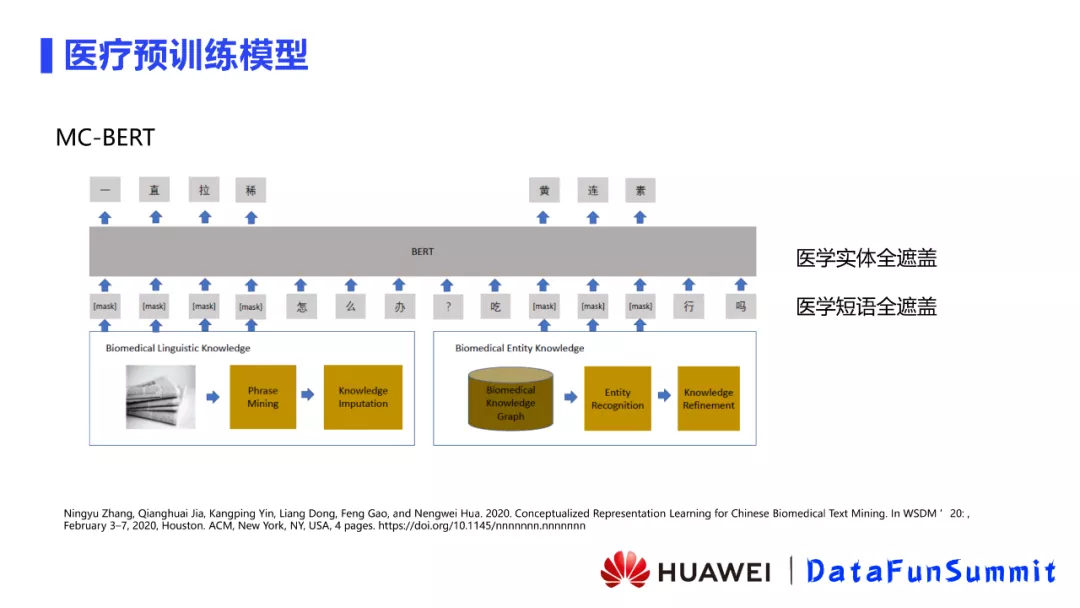 医疗预训练模型
MC-BERT
一 直 拉 稀 黄 连 素
BERT
医学实体全遮盖
[mask] [mask] [mask] [mask] 怎 么 办 ? 吃 [mask] [mask] [mask] 行 吗
医学短语全遮盖
Biomedical Linguistic Knowledge
Phrase
Mining
Knowledge
Imputation
Biomedical Entity Knowledge
Biomedical
Knowledge
Graph
Entity
Recognition
Knowledge
Refinement
Ningyu Zhang, Qianghuai Jia, Kangping Yin, Liang Dong, Feng Gao, and Nengwei Hua. 2020. Conceptualized Representation Learning for Chinese Biomedical Text Mining. In WSDM ’ 20: ,
February 3–7, 2020, Houston. ACM, New York, NY, USA, 4 pages. https://doi.org/10.1145/nnnnnnn.nnnnnnn
HUAWEI | DataFunSummit